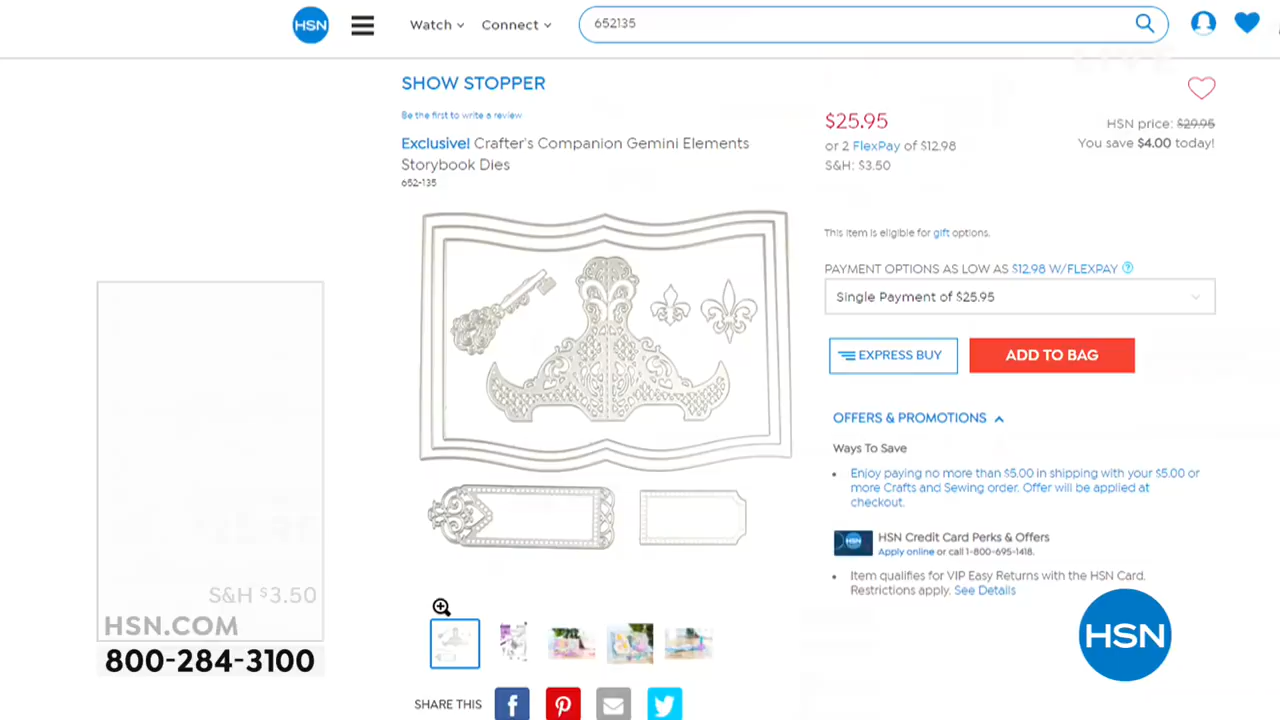 HSN
Watch
Connect
652135
LIVE
SHOW STOPPER
Be the first to write a review
Exclusive! Crafter's Companion Gemini Elements
Storybook Dies
652-135
$25.95
HSN price: $29.95
or 2 FlexPay of $12.98
You save $4.00 today!
S&H: $3.50
This item is eligible for gift options.
PAYMENT OPTIONS AS LOW AS $12.98 W/FLEXPAY ?
Single Payment of $25.95
EXPRESS BUY
ADD TO BAG
OFFERS & PROMOTIONS
Ways To Save
• Enjoy paying no more than $5.00 in shipping with your $5.00 or
more Crafts and Sewing order. Offer will be applied at
checkout.
HSN
HSN Credit Card Perks & Offers
Apply online or call 1-800-695-1418.
• Item qualifies for VIP Easy Returns with the HSN Card.
Restrictions apply. See Details
S&H $3.50
HSN.COM
800-284-3100
SHARE THIS
HSN